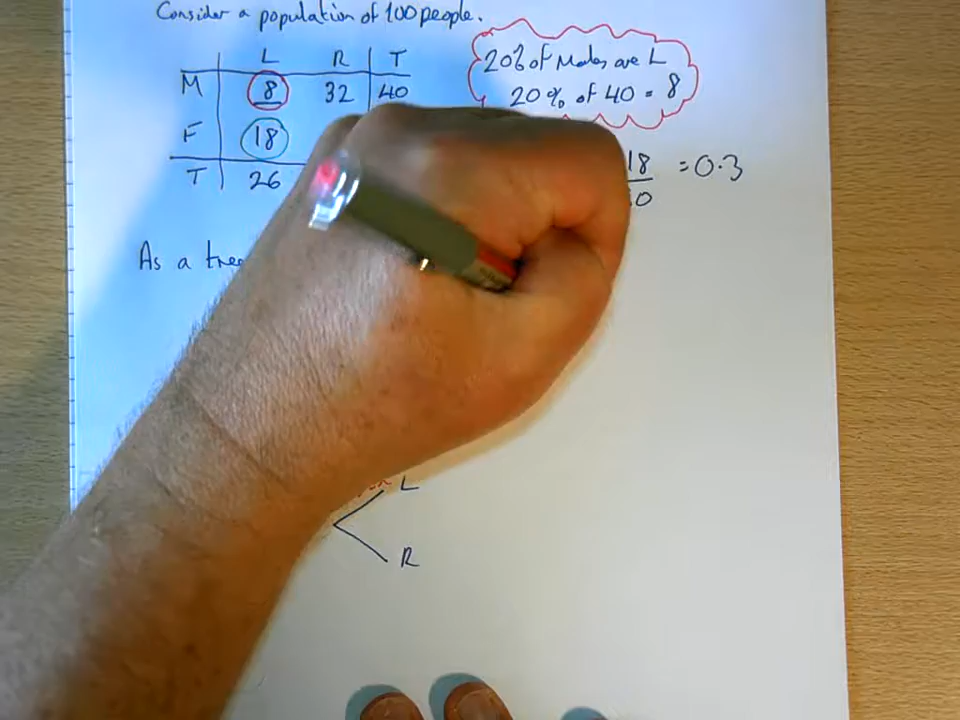 Consider a population of 100 people.
L R T
M 8 32 40
F 18
T 26
20% of Males are L
20% of 40 = 8
18 = 0.3
0
As a tree
L
R